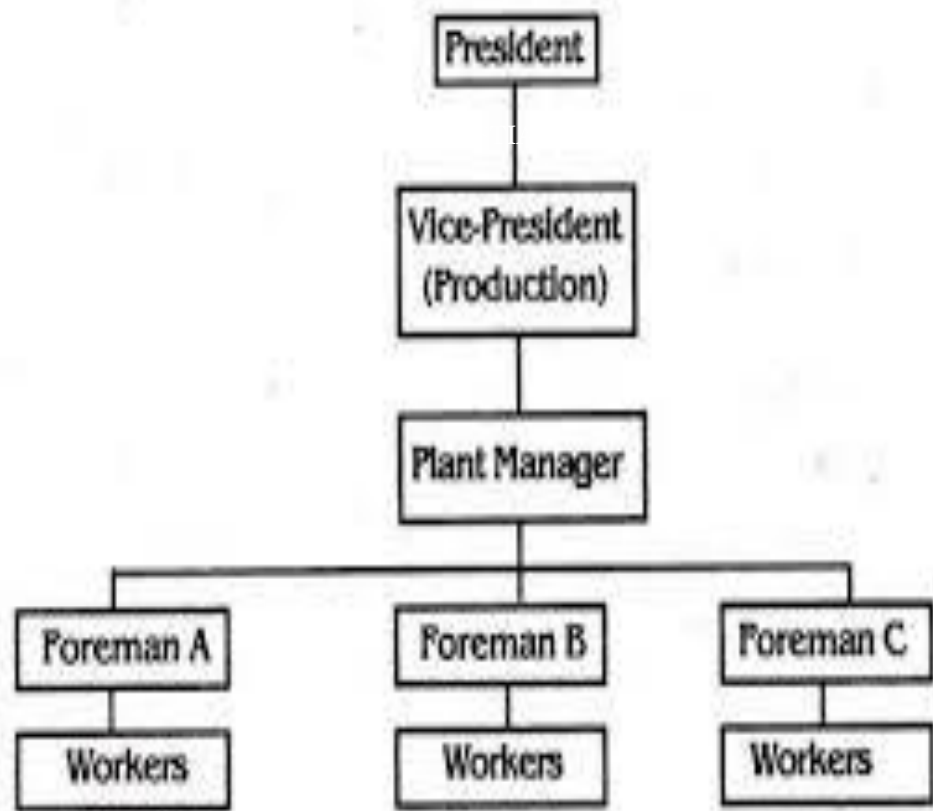 President
Vice-President
(Production)
Plant Manager
Foreman A
Foreman B
Foreman C
Workers
Workers
Workers